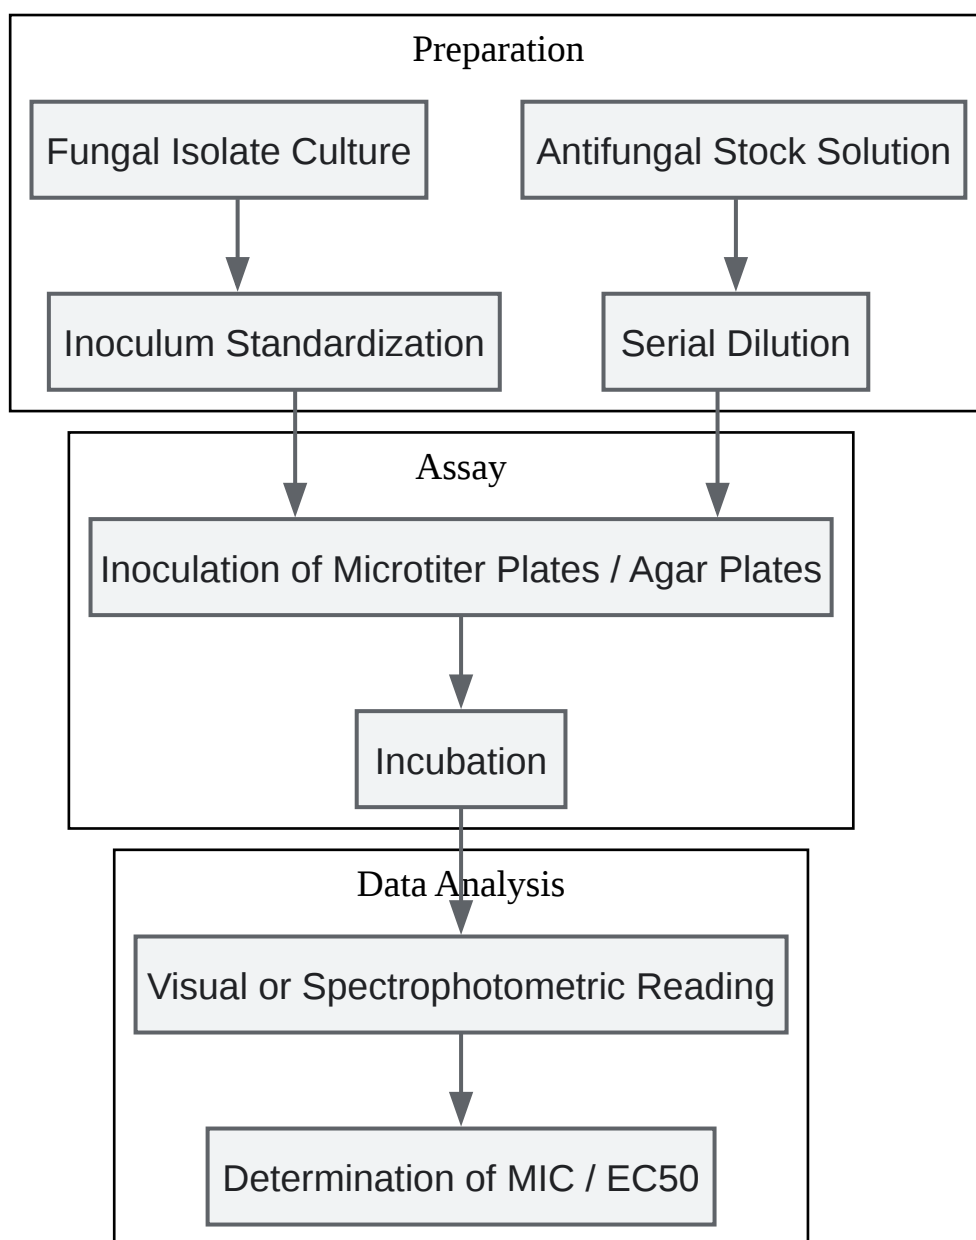 Preparation
Fungal Isolate Culture
Antifungal Stock Solution
Inoculum Standardization
Serial Dilution
Assay
Inoculation of Microtiter Plates / Agar Plates
Incubation
Data Analysis
Visual or Spectrophotometric Reading
Determination of MIC / EC50